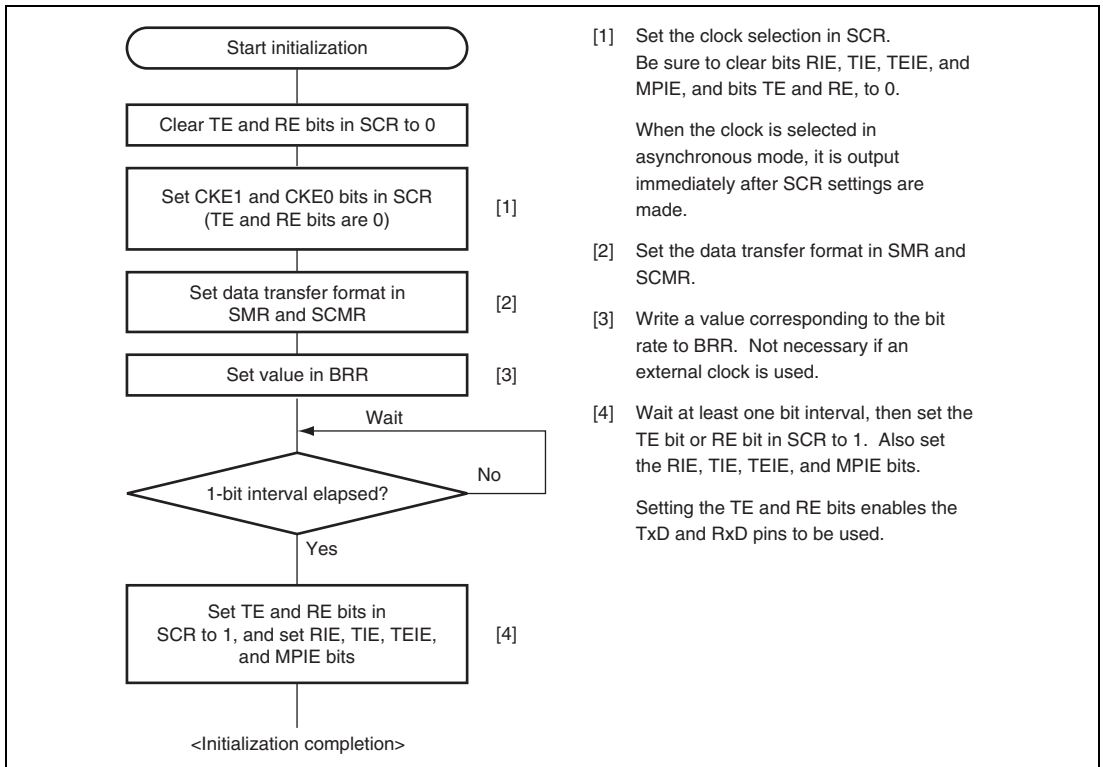 Start initialization
Clear TE and RE bits in SCR to 0
Set CKE1 and CKE0 bits in SCR
(TE and RE bits are 0)
[1]
Set data transfer format in
SMR and SCMR
[2]
Set value in BRR
[3]
Wait
1-bit interval elapsed?
No
Yes
Set TE and RE bits in
SCR to 1, and set RIE, TIE, TEIE,
and MPIE bits
[4]
<Initialization completion>
[1] Set the clock selection in SCR.
Be sure to clear bits RIE, TIE, TEIE, and
MPIE, and bits TE and RE, to 0.
When the clock is selected in
asynchronous mode, it is output
immediately after SCR settings are
made.
[2] Set the data transfer format in SMR and
SCMR.
[3] Write a value corresponding to the bit
rate to BRR. Not necessary if an
external clock is used.
[4] Wait at least one bit interval, then set the
TE bit or RE bit in SCR to 1. Also set
the RIE, TIE, TEIE, and MPIE bits.
Setting the TE and RE bits enables the
TxD and RxD pins to be used.